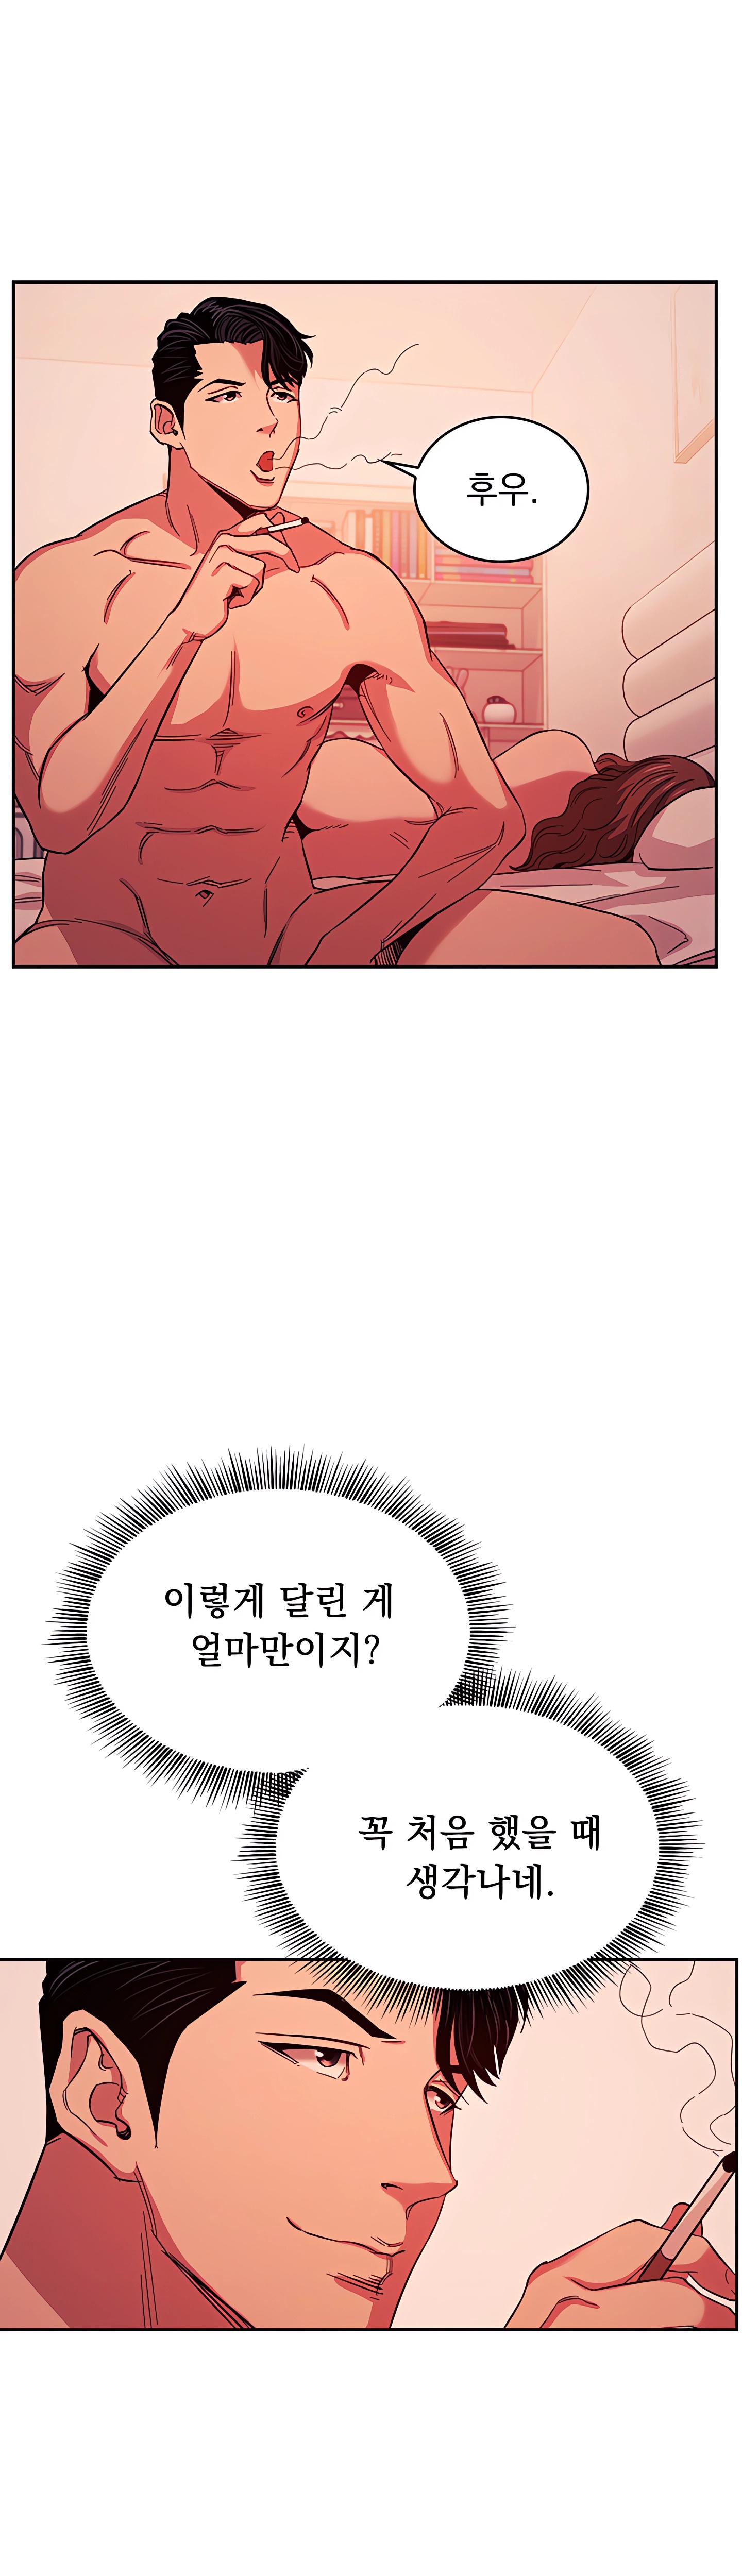 후우.
이렇게 달린 게
얼마만이지?
꼭 처음 했을 때
생각나네.